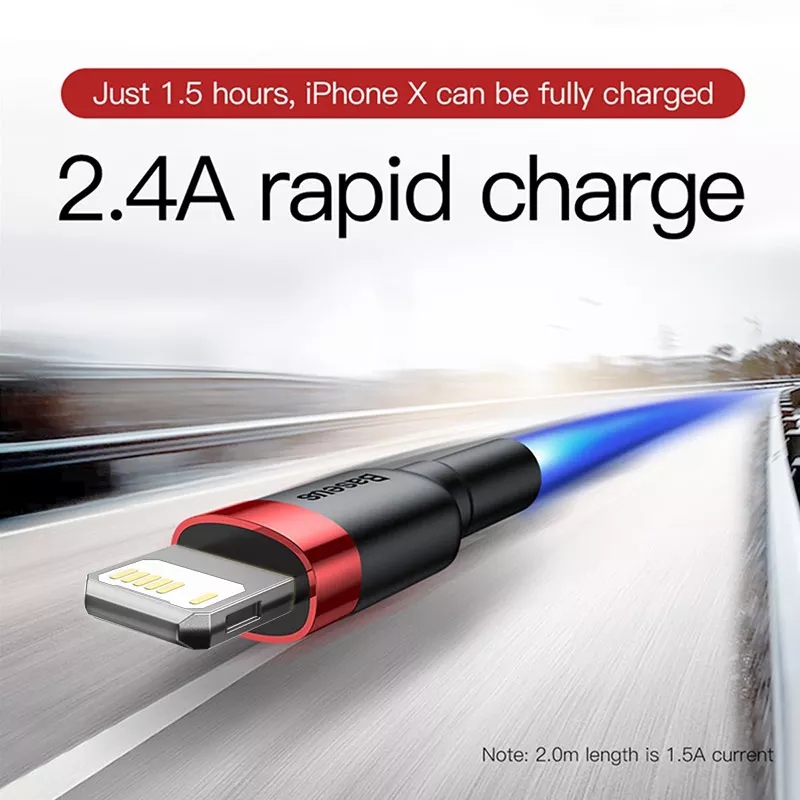 Just 1.5 hours, iPhone X can be fully charged
2.4A rapid charge
Baseus
Note: 2.0m length is 1.5A current